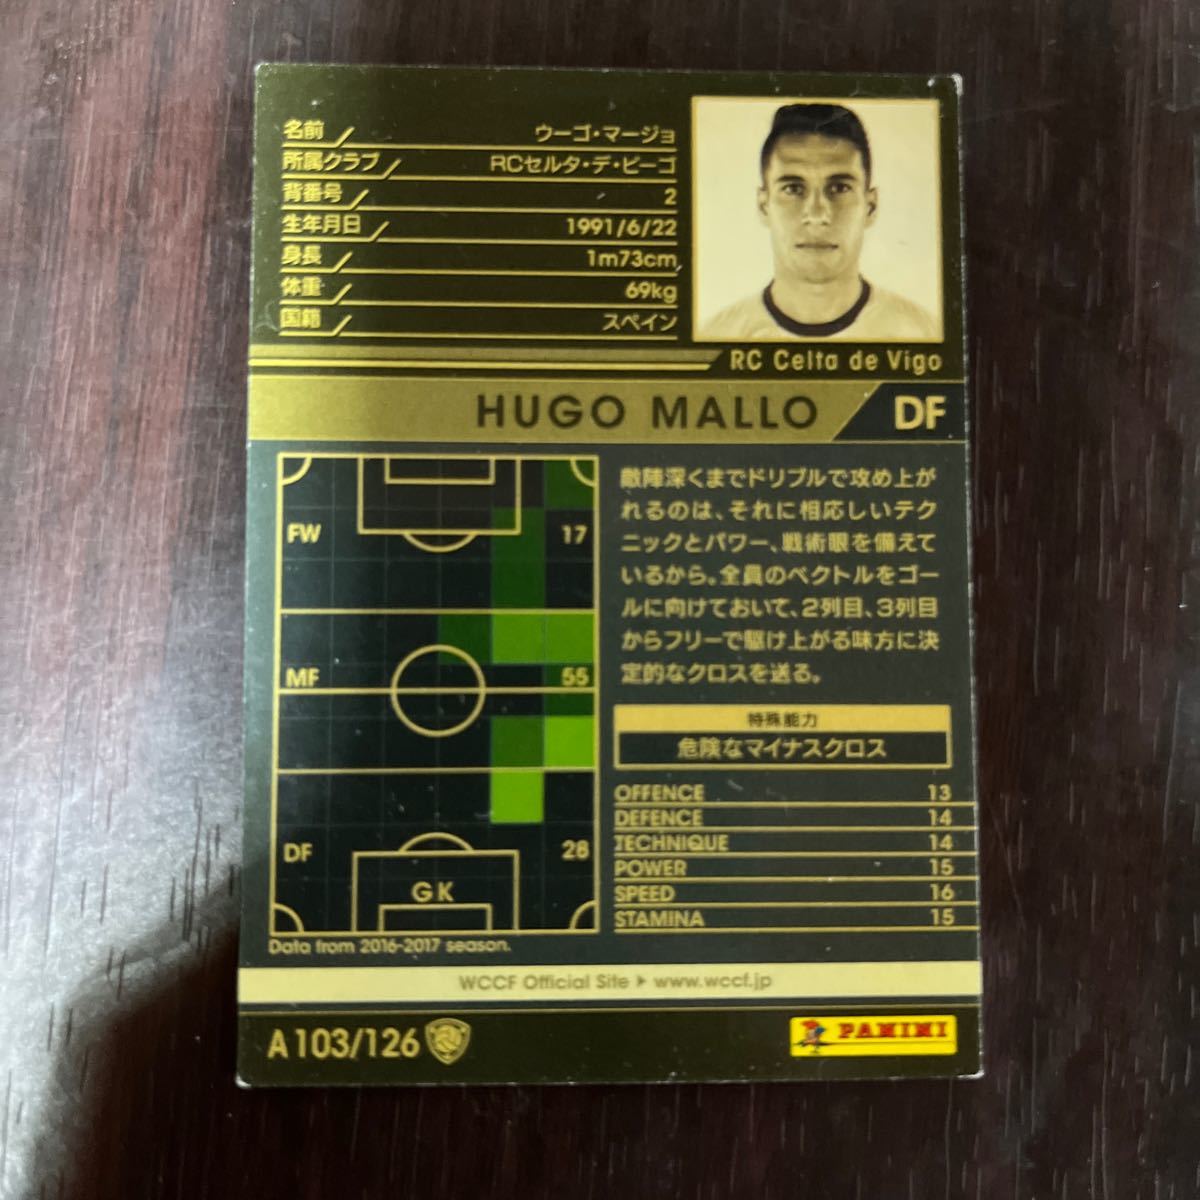 名前 ウーゴ・マージョ
所属クラブ RCセルタ・デ・ビーゴ
背番号 2
生年月日 1991/6/22
身長 1m73cm
体重 69kg
国籍 スペイン
RC Celta de Vigo
HUGO MALLO DF
FW 17
MF 55
DF 28
GK
Data from 2016-2017 season.
敵陣深くまでドリブルで攻め上が
れるのは、それに相応しいテク
ニックとパワー、戦術眼を備えて
いるから。全員のベクトルをゴー
ルに向けておいて、2列目、3列目
からフリーで駆け上がる味方に決
定的なクロスを送る。
特殊能力
危険なマイナスクロス
OFFENCE 13
DEFENCE 14
TECHNIQUE 14
POWER 15
SPEED 16
STAMINA 15
WCCF Official Site ▶ www.wccf.jp
A103/126
PANINI